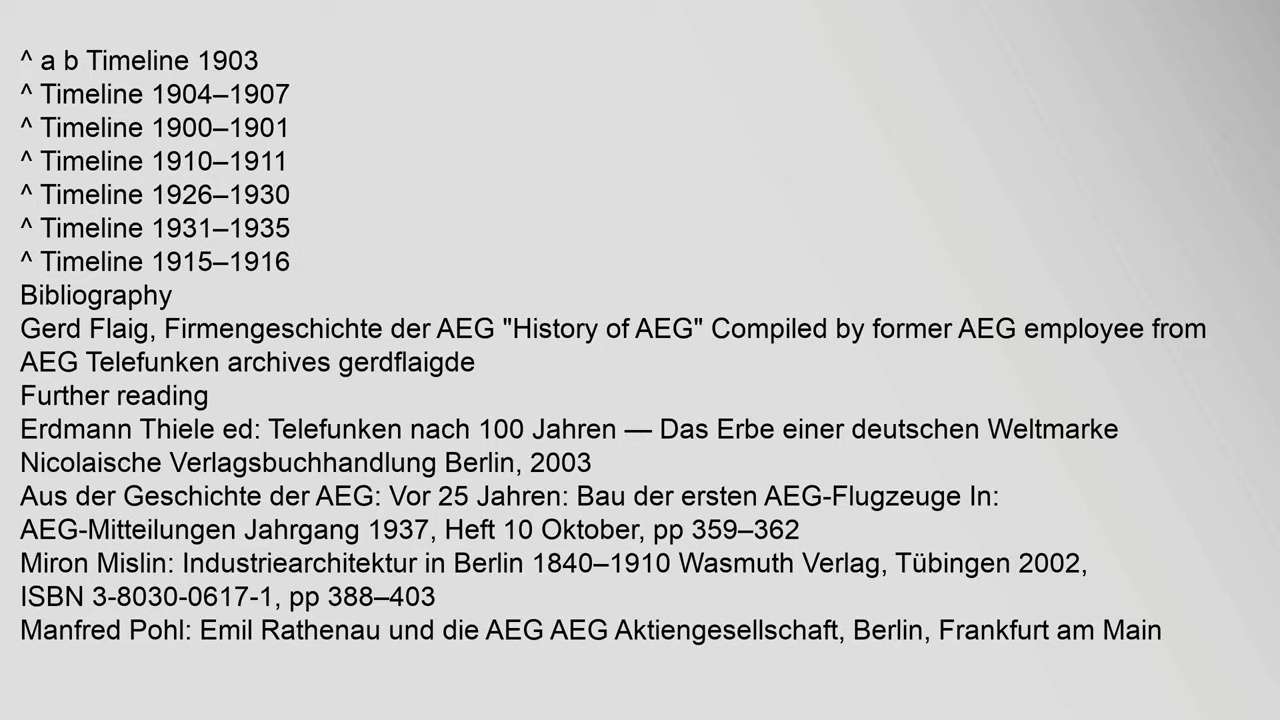 ^ a b Timeline 1903
^ Timeline 1904–1907
^ Timeline 1900–1901
^ Timeline 1910–1911
^ Timeline 1926–1930
^ Timeline 1931–1935
^ Timeline 1915–1916
Bibliography
Gerd Flaig, Firmengeschichte der AEG "History of AEG" Compiled by former AEG employee from
AEG Telefunken archives gerdflaigde
Further reading
Erdmann Thiele ed: Telefunken nach 100 Jahren — Das Erbe einer deutschen Weltmarke
Nicolaische Verlagsbuchhandlung Berlin, 2003
Aus der Geschichte der AEG: Vor 25 Jahren: Bau der ersten AEG-Flugzeuge In:
AEG-Mitteilungen Jahrgang 1937, Heft 10 Oktober, pp 359–362
Miron Mislin: Industriearchitektur in Berlin 1840–1910 Wasmuth Verlag, Tübingen 2002,
ISBN 3-8030-0617-1, pp 388–403
Manfred Pohl: Emil Rathenau und die AEG AEG Aktiengesellschaft, Berlin, Frankfurt am Main